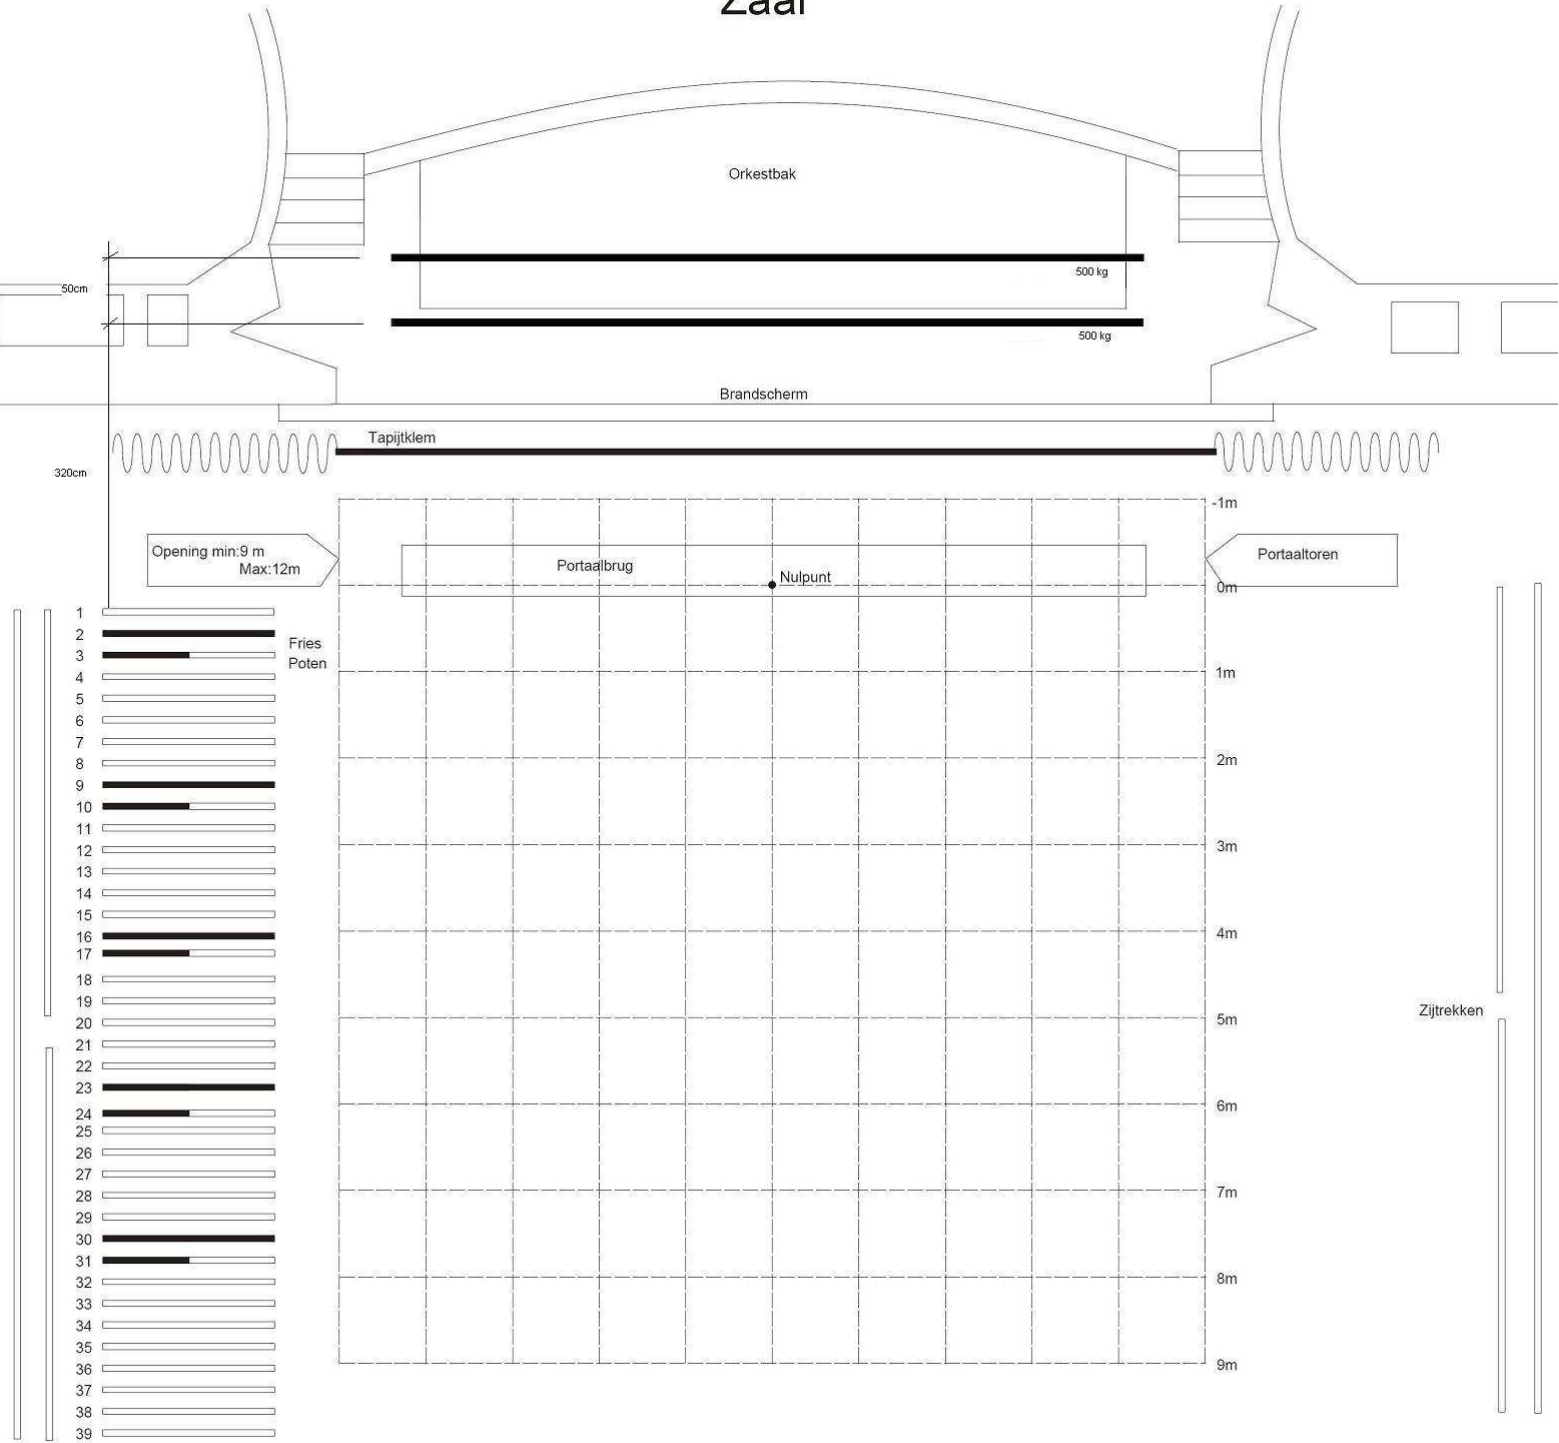 Zaal
Orkestbak
500 kg
50cm
500 kg
Brandscherm
Tapijtklem
320cm
-1m
Opening min:9 m
Max:12m
Portaalbrug
Nulpunt
Portaaltoren
0m
1
2
Fries
3
Poten
1m
4
5
6
7
2m
8
9
10
11
3m
12
13
14
15
4m
16
17
18
19
Zijtrekken
5m
20
21
22
23
6m
24
25
26
27
7m
28
29
30
31
8m
32
33
34
35
9m
36
37
38
39